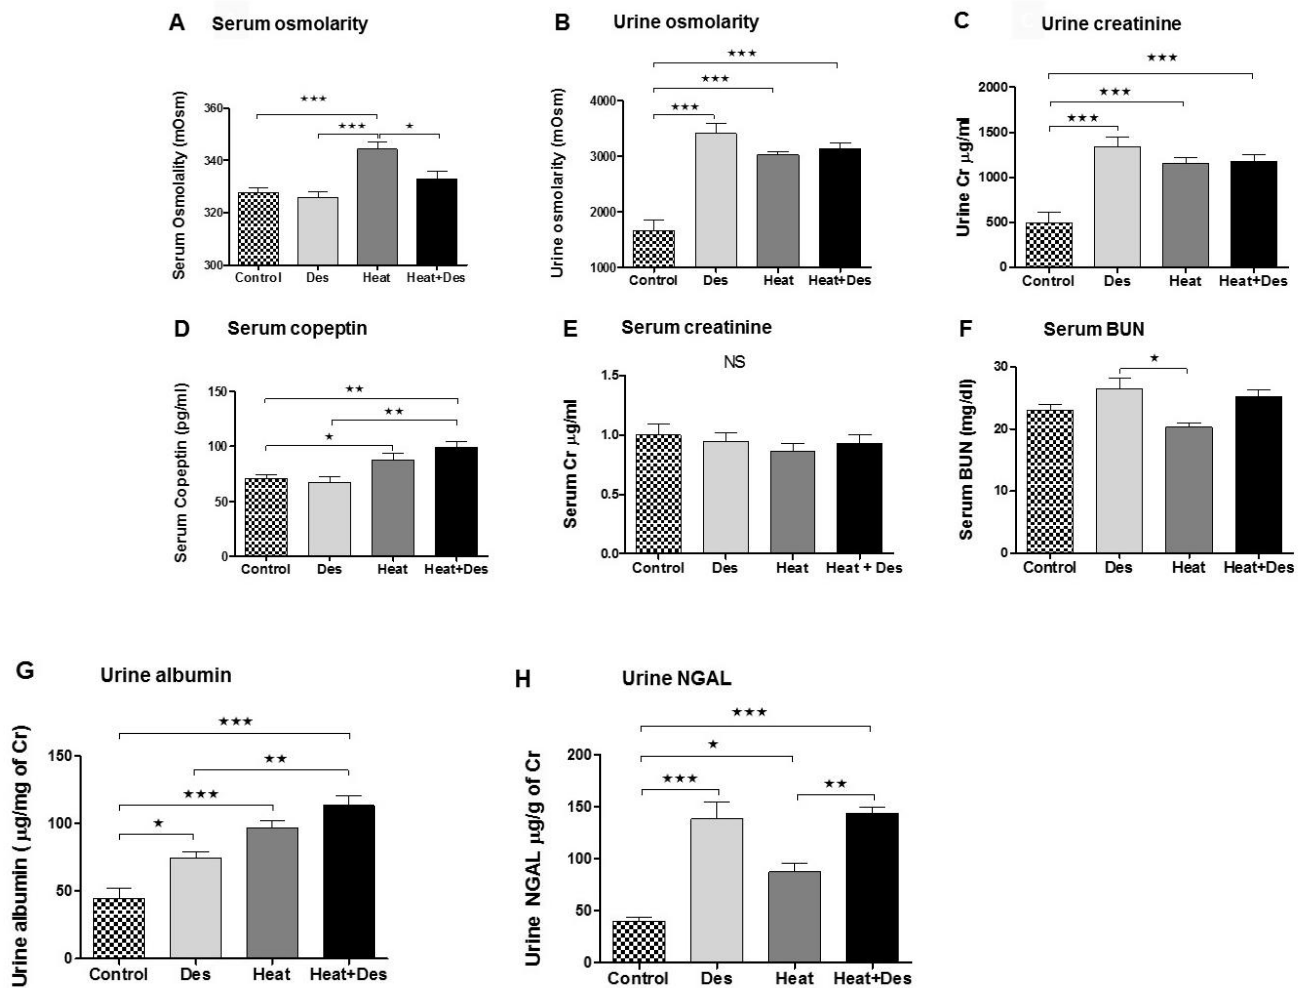 A Serum osmolarity
★★★
★★★ ★
Serum Osmolality (mOsm)
360
340
320
300
Control Des Heat Heat+Des
B Urine osmolarity
★★★
★★★
★★★
Urine osmolarity (mOsm)
4000
3000
2000
1000
Control Des Heat Heat+Des
C Urine creatinine
★★★
★★★
★★★
Urine Cr µg/ml
2000
1500
1000
500
0
Control Des Heat Heat+Des
D Serum copeptin
★★
★★
★
Serum Copeptin (pg/ml)
150
100
50
0
Control Des Heat Heat+Des
E Serum creatinine
NS
Serum Cr µg/ml
1.5
1.0
0.5
0.0
Control Des Heat Heat + Des
F Serum BUN
★
Serum BUN (mg/dl)
30
20
10
0
Control Des Heat Heat+Des
G Urine albumin
★★★
★★
★★★
★
Urine albumin ( µg/mg of Cr)
150
100
50
0
Control Des Heat Heat+Des
H Urine NGAL
★★★
★
★★★ ★★
Urine NGAL µg/g of Cr
200
150
100
50
0
Control Des Heat Heat+Des